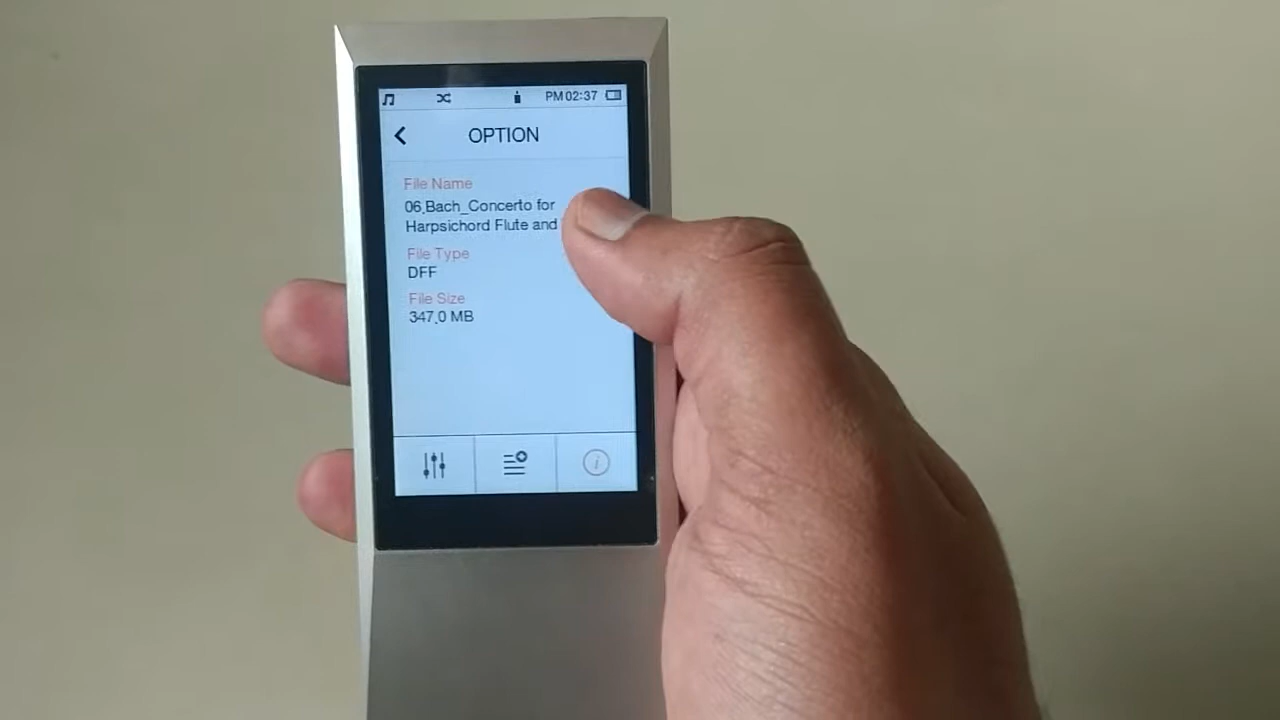 PM 02:37
OPTION
File Name
06.Bach_Concerto for
Harpsichord Flute and
File Type
DFF
File Size
347.0 MB